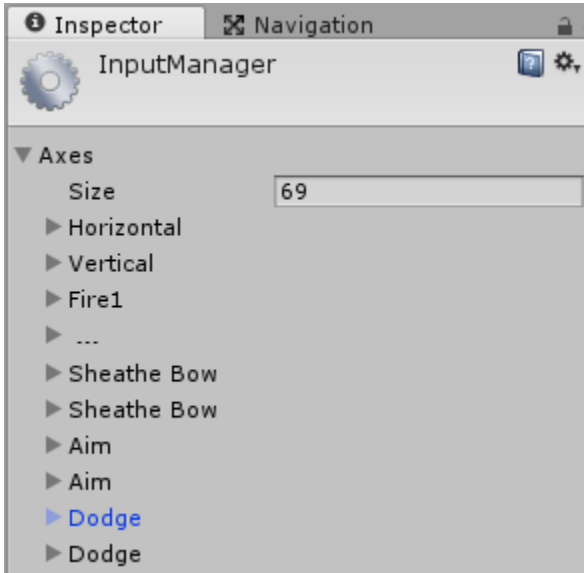 Inspector Navigation
InputManager
Axes
Size 69
Horizontal
Vertical
Fire1
...
Sheathe Bow
Sheathe Bow
Aim
Aim
Dodge
Dodge